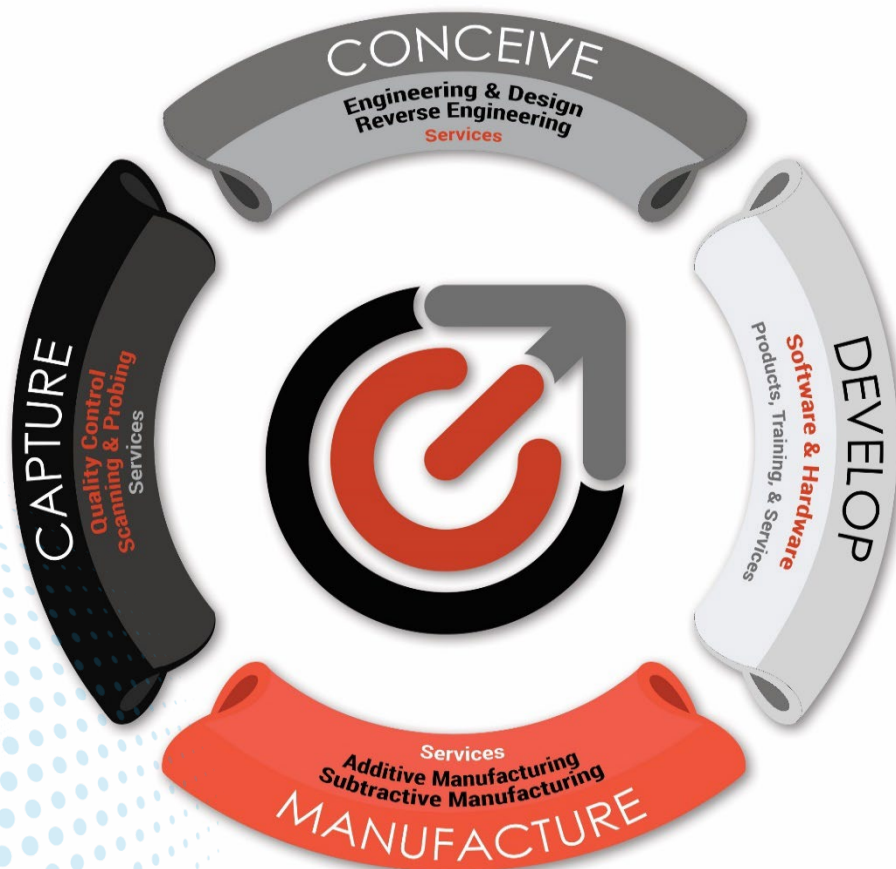 CONCEIVE
Engineering & Design
Reverse Engineering
Services
DEVELOP
Software & Hardware
Products, Training, & Services
Services
Additive Manufacturing
Subtractive Manufacturing
MANUFACTURE
CAPTURE
Quality Control
Scanning & Probing
Services